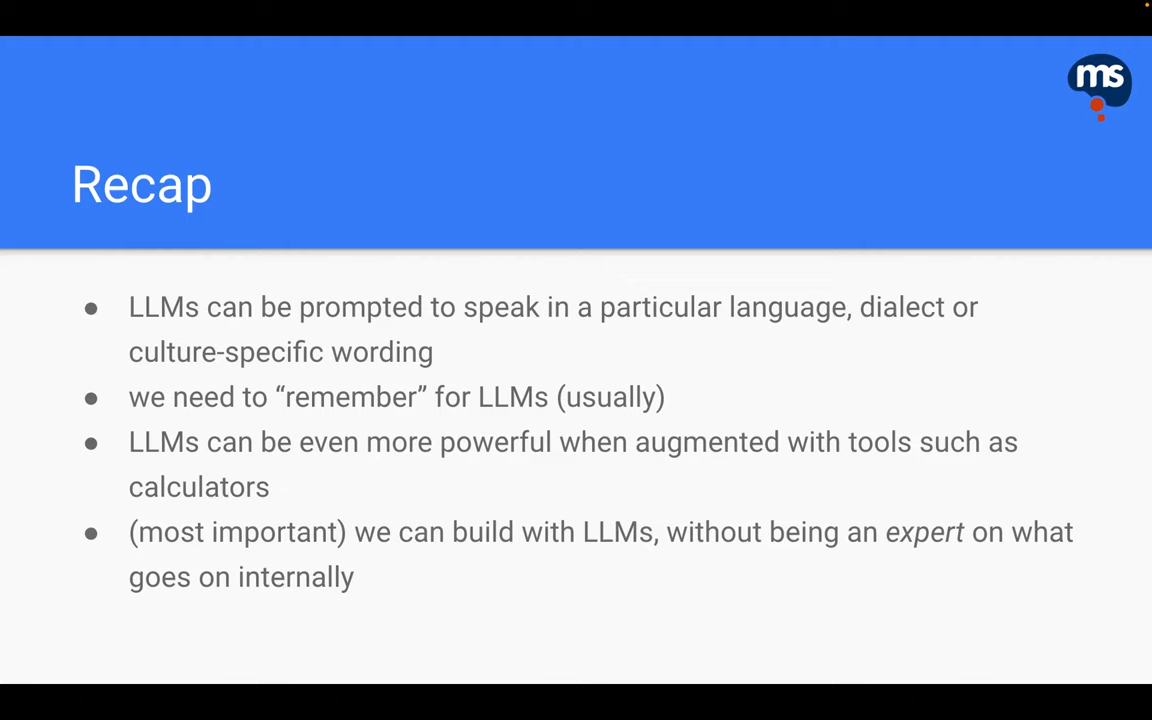 ms
Recap
● LLMs can be prompted to speak in a particular language, dialect or
culture-specific wording
● we need to “remember” for LLMs (usually)
● LLMs can be even more powerful when augmented with tools such as
calculators
● (most important) we can build with LLMs, without being an expert on what
goes on internally